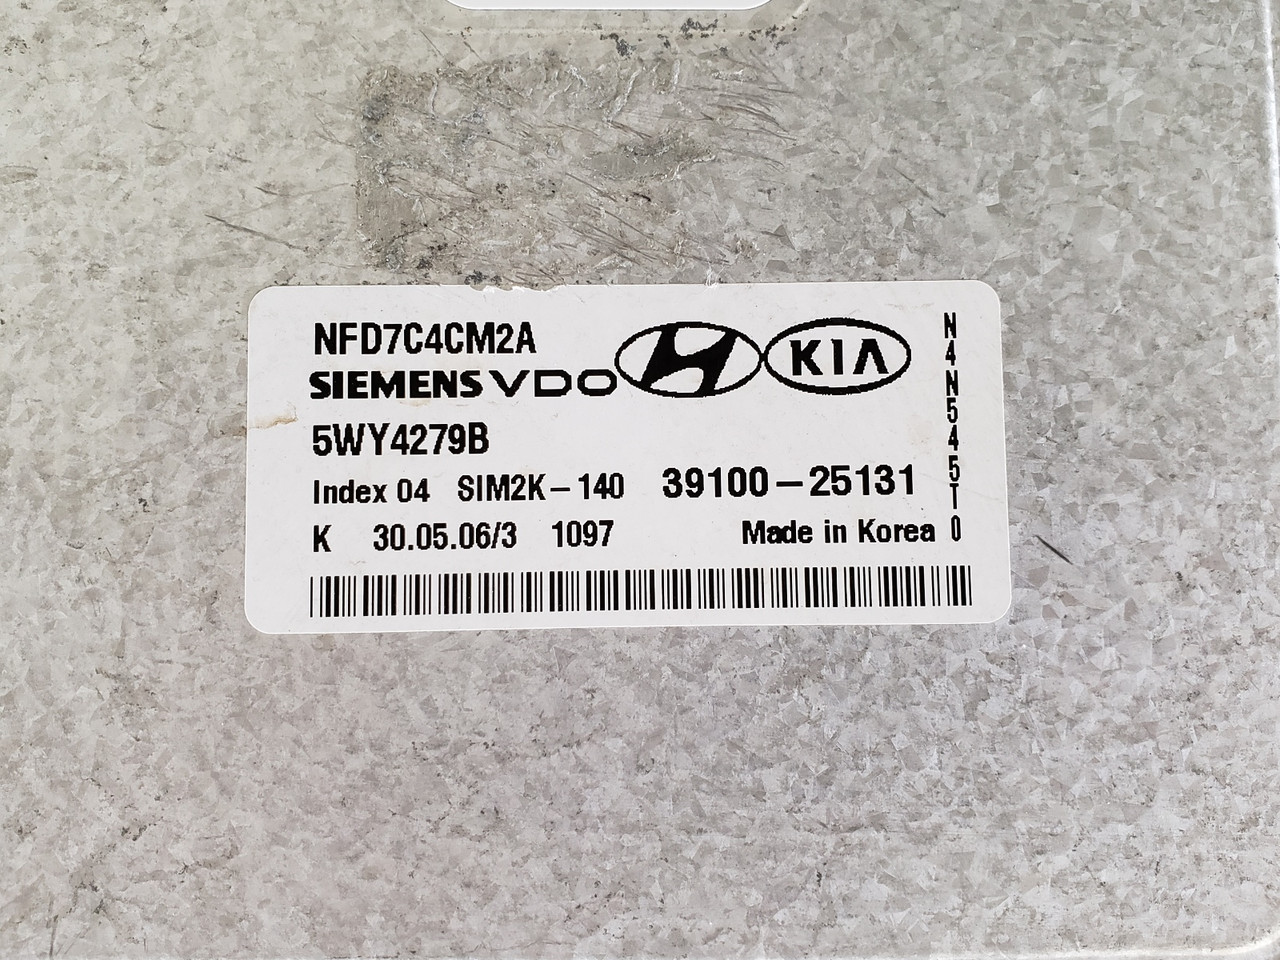 NFD7C4CM2A
SIEMENS VDO
KIA
5WY4279B
Index 04 SIM2K-140 39100-25131
K 30.05.06/3 1097 Made in Korea
N4N545T0